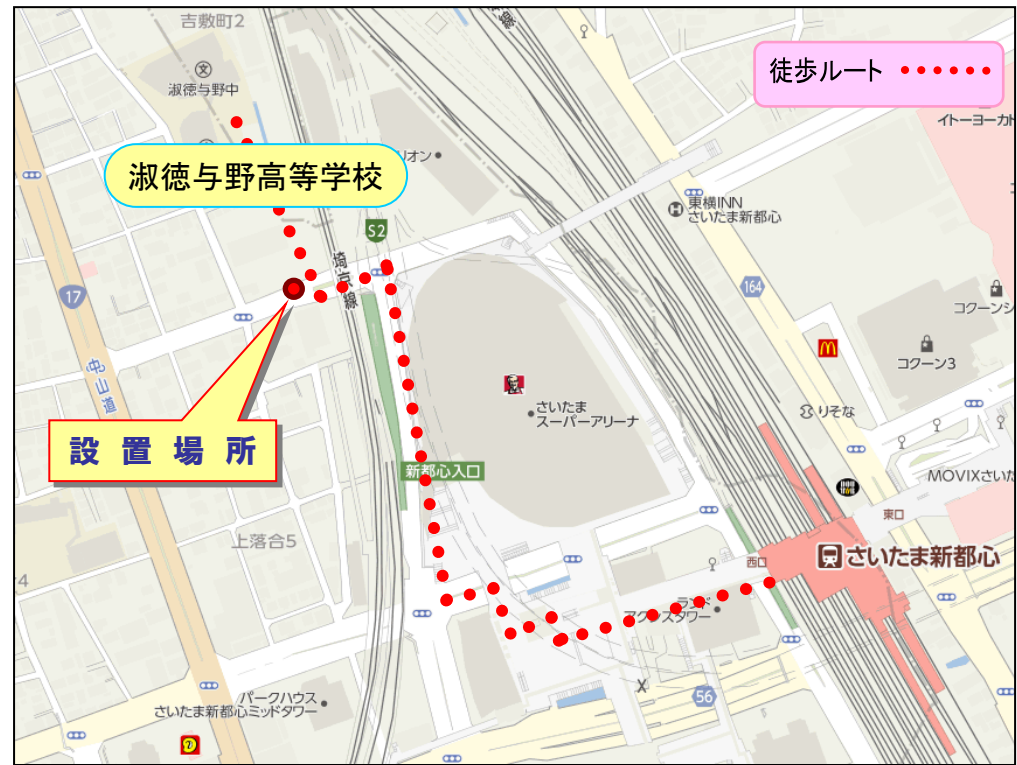 吉敷町2
淑徳与野中
徒歩ルート
イトーヨーカド
淑徳与野高等学校
リオン
S2
東横INN
さいたま新都心
埼京線
17
164
コクーンシ
コクーン3
中山道
さいたま
スーパーアリーナ
りそな
設置場所
新都心入口
MOVIXさいた
東口
上落合5
西口
さいたま新都心
4
ランド
アクシスタワー
56
パークハウス
さいたま新都心ミッドタワー